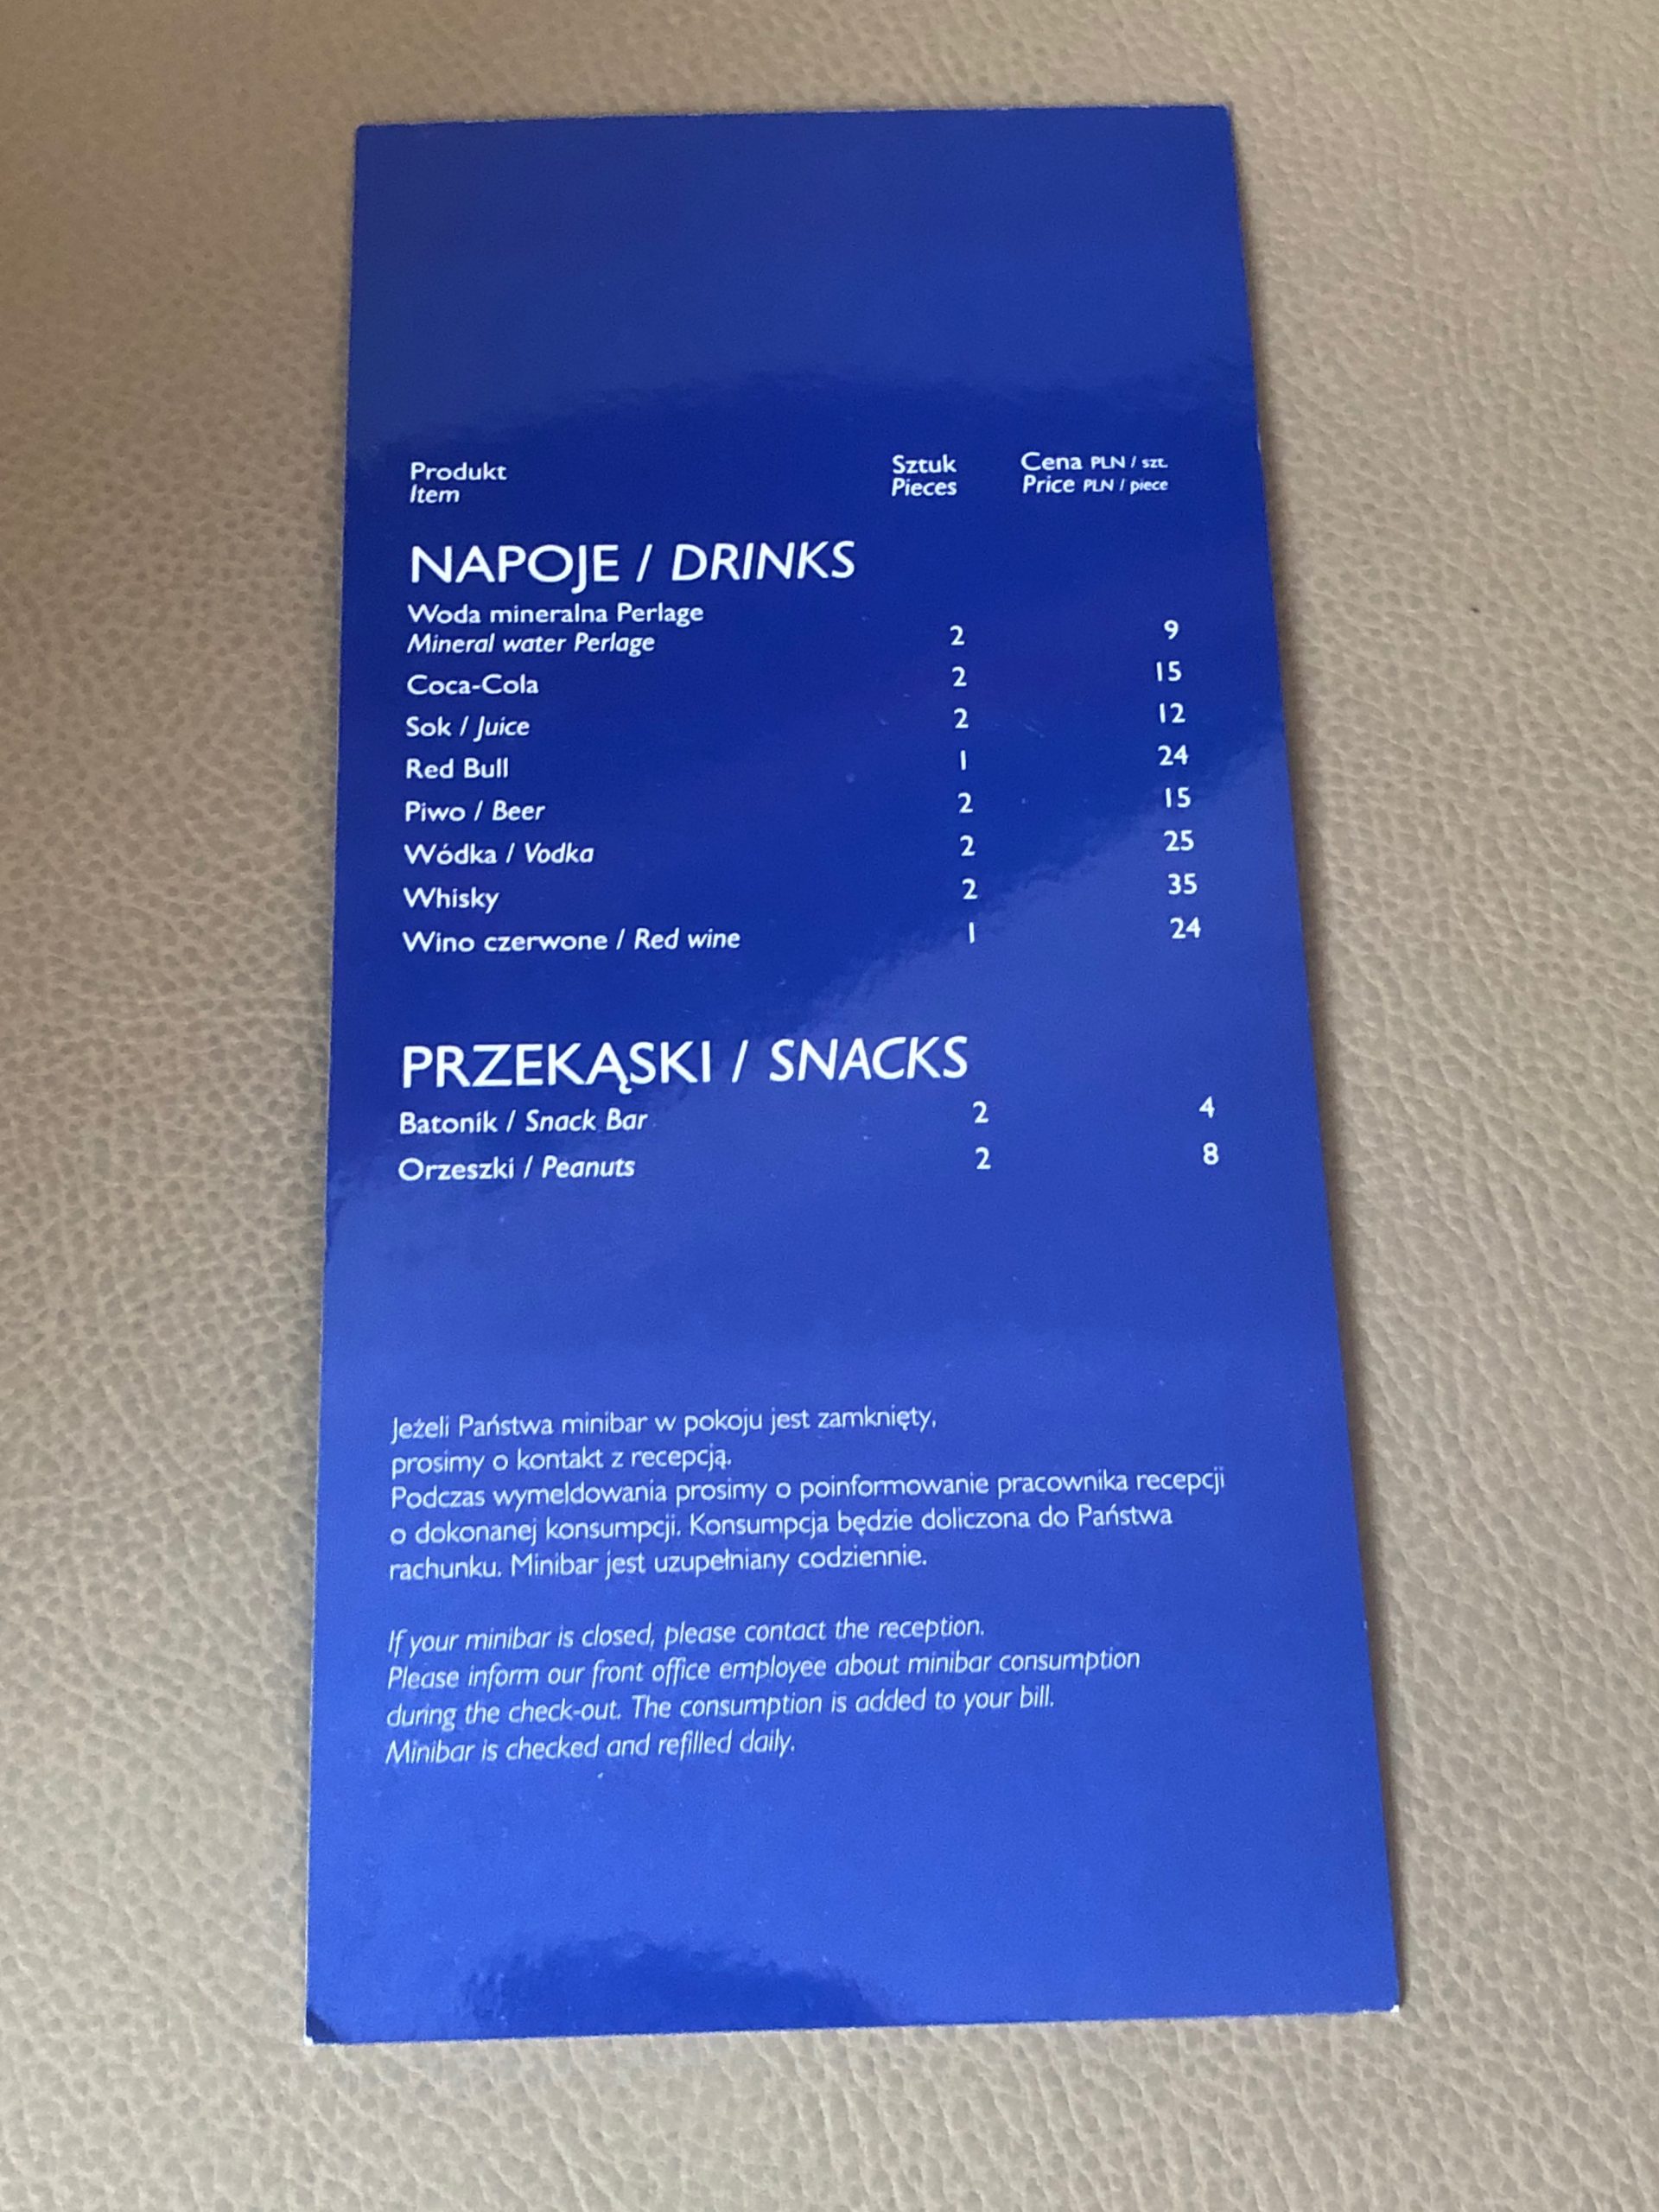 Produkt Sztuk Cena PLN / szt.
Item Pieces Price PLN / piece
NAPOJE / DRINKS
Woda mineralna Perlage
Mineral water Perlage 2 9
Coca-Cola 2 15
Sok / Juice 2 12
Red Bull 1 24
Piwo / Beer 2 15
Wódka / Vodka 2 25
Whisky 2 35
Wino czerwone / Red wine 1 24
PRZEKĄSKI / SNACKS
Batonik / Snack Bar 2 4
Orzeszki / Peanuts 2 8
Jeżeli Państwa minibar w pokoju jest zamknięty,
prosimy o kontakt z recepcją.
Podczas wymeldowania prosimy o poinformowanie pracownika recepcji
o dokonanej konsumpcji. Konsumpcja będzie doliczona do Państwa
rachunku. Minibar jest uzupełniany codziennie.
If your minibar is closed, please contact the reception.
Please inform our front office employee about minibar consumption
during the check-out. The consumption is added to your bill.
Minibar is checked and refilled daily.